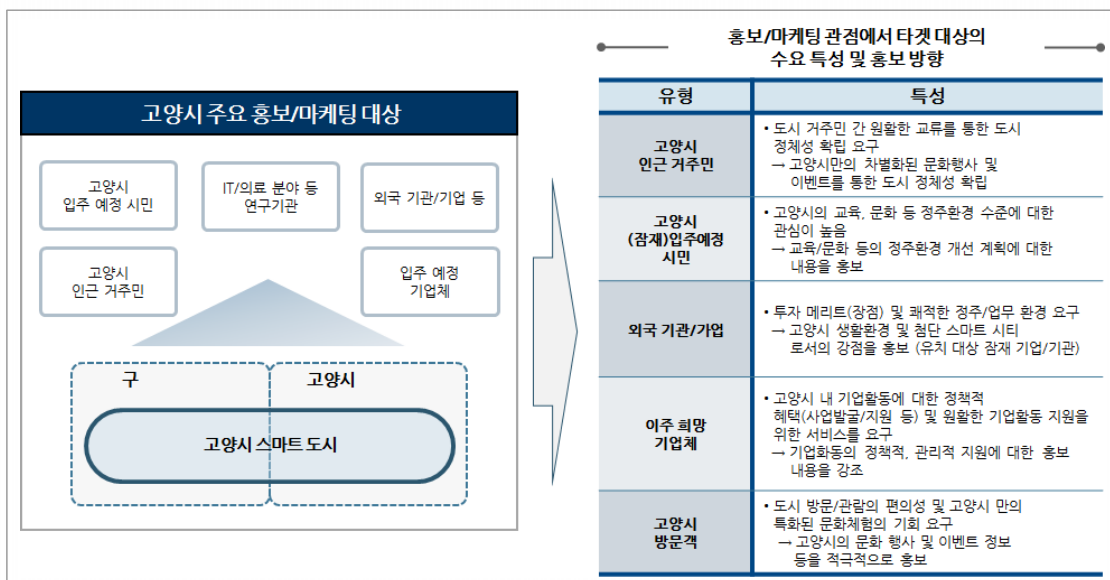 고양시 주요 홍보/마케팅 대상
고양시
입주 예정 시민
IT/의료 분야 등
연구기관
외국 기관/기업 등
고양시
인근 거주민
입주 예정
기업체
구
고양시
고양시 스마트 도시
홍보/마케팅 관점에서 타겟 대상의
수요 특성 및 홍보 방향
유형
특성
고양시
인근 거주민
• 도시 거주민 간 원활한 교류를 통한 도시
정체성 확립 요구
→ 고양시만의 차별화된 문화행사 및
이벤트를 통한 도시 정체성 확립
고양시
(잠재)입주예정
시민
• 고양시의 교육, 문화 등 정주환경 수준에 대한
관심이 높음
→ 교육/문화 등의 정주환경 개선 계획에 대한
내용을 홍보
외국 기관/가업
• 투자 메리트(장점) 및 쾌적한 정주/업무 환경 요구
→ 고양시 생활환경 및 첨단 스마트 시티
로서의 강점을 홍보 (유치 대상 잠재 기업/기관)
이주 희망
기업체
• 고양시 내 기업활동에 대한 정책적
혜택(사업발굴/지원 등) 및 원활한 기업활동 지원을
위한 서비스를 요구
→ 기업화동의 정책적, 관리적 지원에 대한 홍보
내용을 강조
고양시
방문객
• 도시 방문/관람의 편의성 및 고양시 만의
특화된 문화체험의 기회 요구
→ 고양시의 문화 행사 및 이벤트 정보
등을 적극적으로 홍보